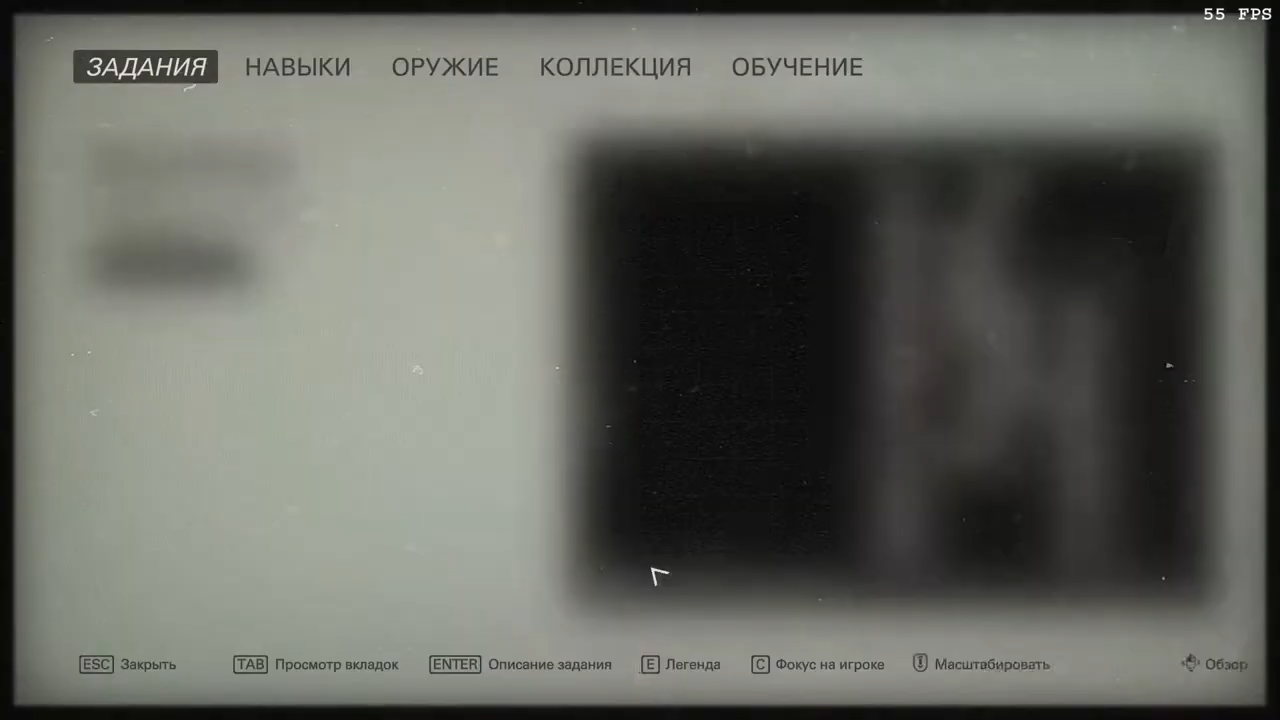 55 FPS
ЗАДАНИЯ НАВЫКИ ОРУЖИЕ КОЛЛЕКЦИЯ ОБУЧЕНИЕ
ESC Закрыть TAB Просмотр вкладок ENTER Описание задания E Легенда C Фокус на игроке Масштабировать Обзор